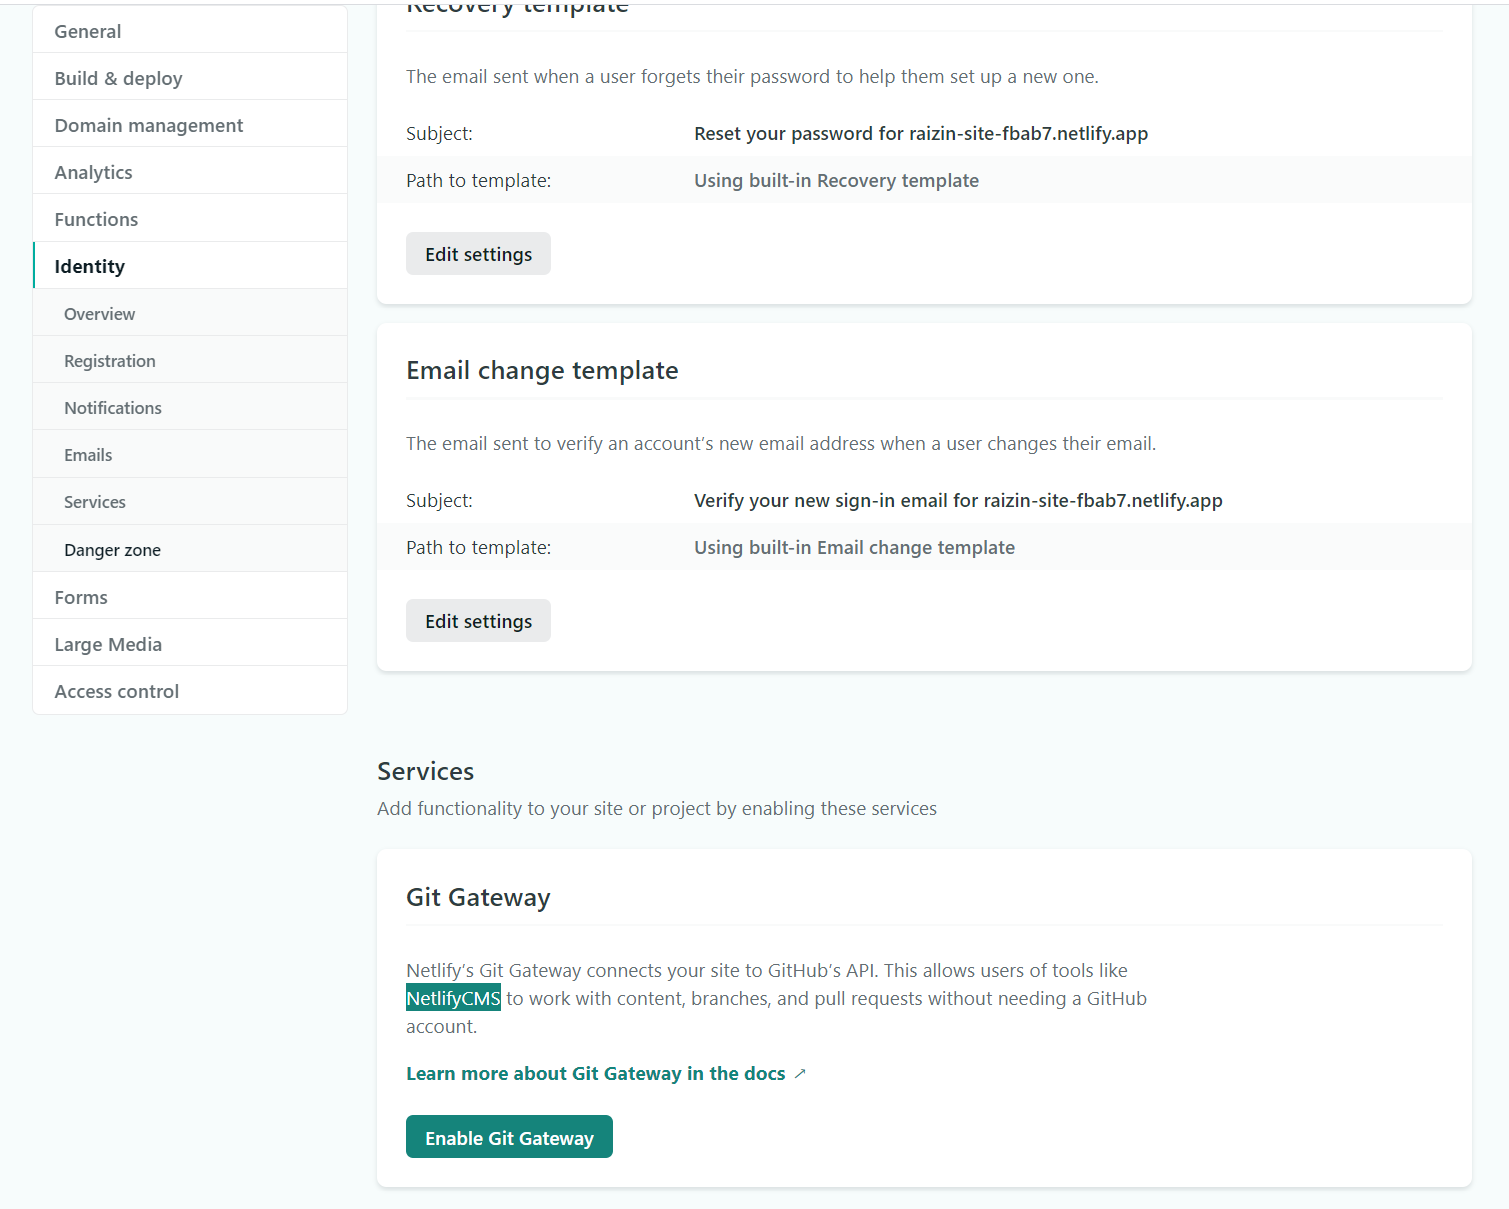 General
Build & deploy
Domain management
Analytics
Functions
Identity
Overview
Registration
Notifications
Emails
Services
Danger zone
Forms
Large Media
Access control
Recovery template
The email sent when a user forgets their password to help them set up a new one.
Subject: Reset your password for raizin-site-fbab7.netlify.app
Path to template: Using built-in Recovery template
Edit settings
Email change template
The email sent to verify an account’s new email address when a user changes their email.
Subject: Verify your new sign-in email for raizin-site-fbab7.netlify.app
Path to template: Using built-in Email change template
Edit settings
Services
Add functionality to your site or project by enabling these services
Git Gateway
Netlify’s Git Gateway connects your site to GitHub’s API. This allows users of tools like
NetlifyCMS to work with content, branches, and pull requests without needing a GitHub
account.
Learn more about Git Gateway in the docs ↗
Enable Git Gateway